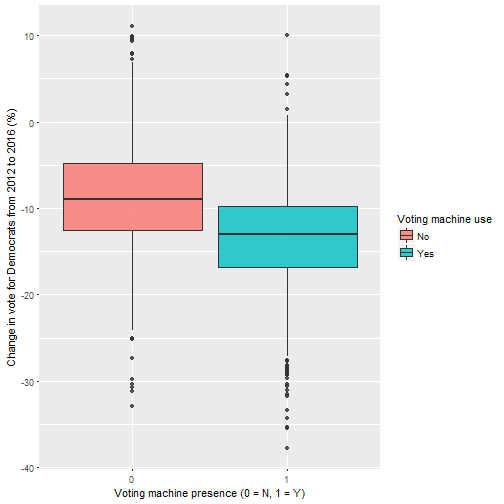 Change in vote for Democrats from 2012 to 2016 (%)
10
0
-10
-20
-30
-40
0
1
Voting machine presence (0 = N, 1 = Y)
Voting machine use
No
Yes